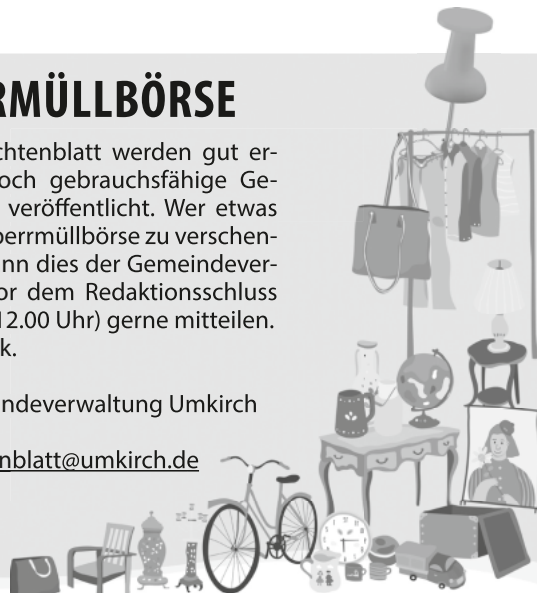 RMÜLLBÖRSE
chtenblatt werden gut er-
och gebrauchsfähige Ge-
veröffentlicht. Wer etwas
perrmüllbörse zu verschen-
nn dies der Gemeindever-
or dem Redaktionsschluss
12.00 Uhr) gerne mitteilen.
k.
ndeverwaltung Umkirch
nblatt@umkirch.de